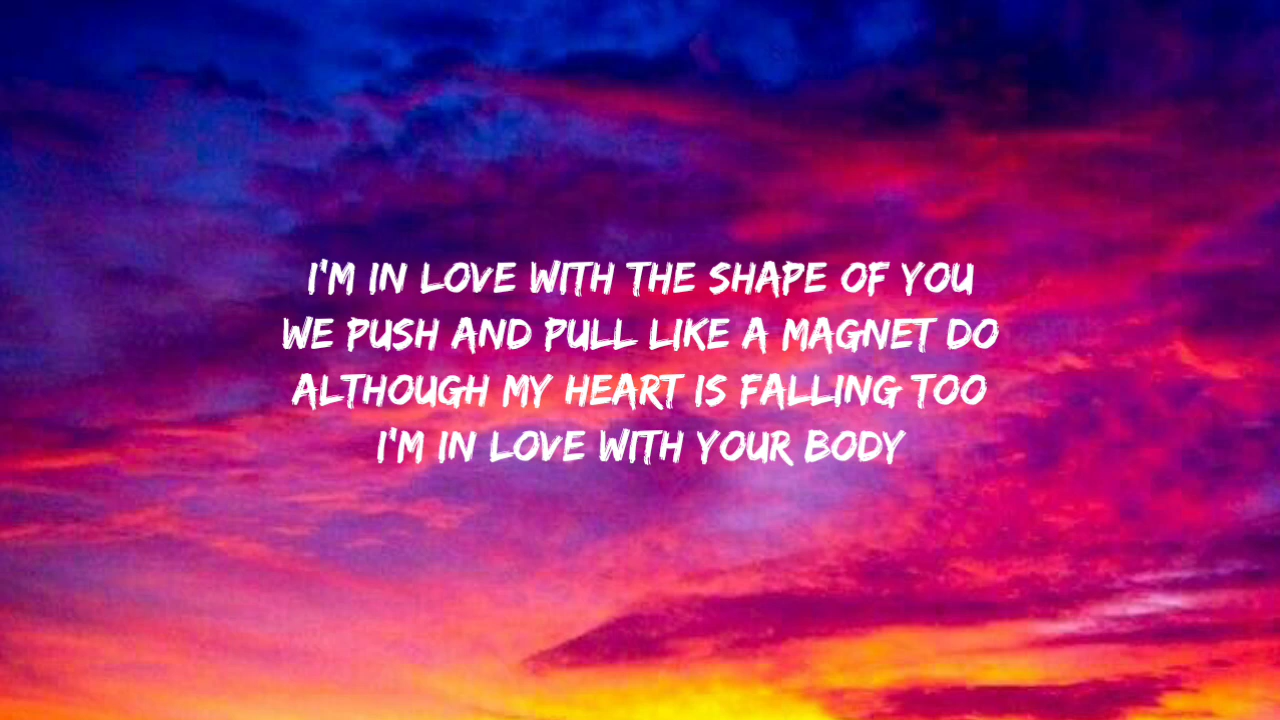 I'M IN LOVE WITH THE SHAPE OF YOU
WE PUSH AND PULL LIKE A MAGNET DO
ALTHOUGH MY HEART IS FALLING TOO
I'M IN LOVE WITH YOUR BODY